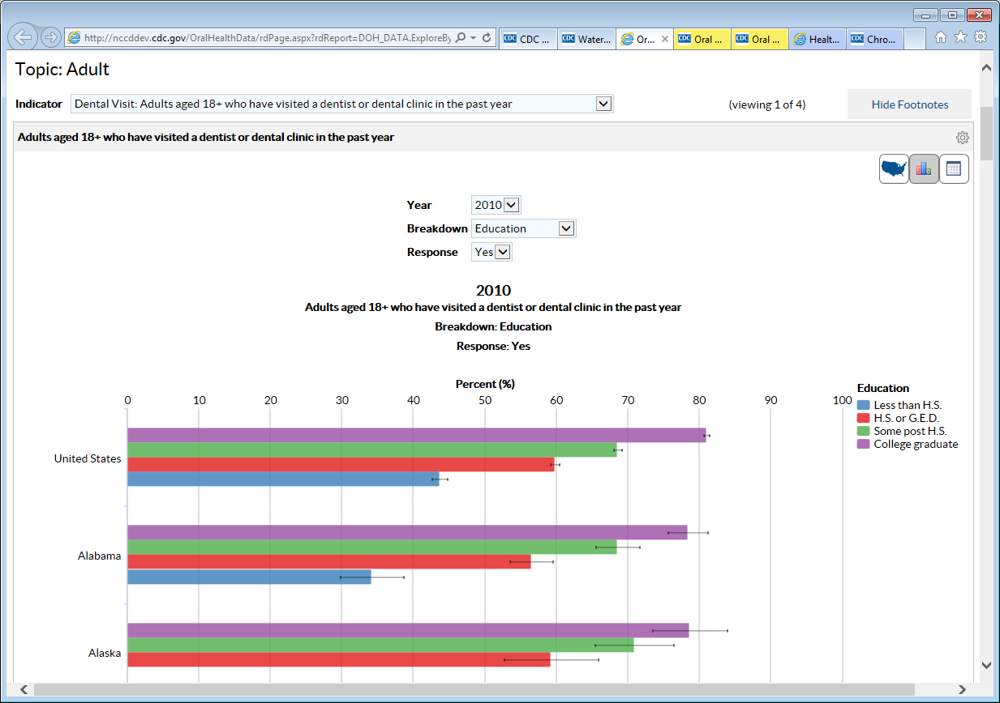 http://nccddev.cdc.gov/OralHealthData/rdPage.aspx?rdReport=DOH_DATA.ExploreBy
CDC CDC ...
CDC Water...
Or...
CDC Oral ...
CDC Oral ...
Healt...
CDC Chro...
Topic: Adult
Indicator Dental Visit: Adults aged 18+ who have visited a dentist or dental clinic in the past year (viewing 1 of 4) Hide Footnotes
Adults aged 18+ who have visited a dentist or dental clinic in the past year
Year 2010
Breakdown Education
Response Yes
2010
Adults aged 18+ who have visited a dentist or dental clinic in the past year
Breakdown: Education
Response: Yes
Percent (%)
0 10 20 30 40 50 60 70 80 90 100
Education
Less than H.S.
H.S. or G.E.D.
Some post H.S.
College graduate
United States
Alabama
Alaska